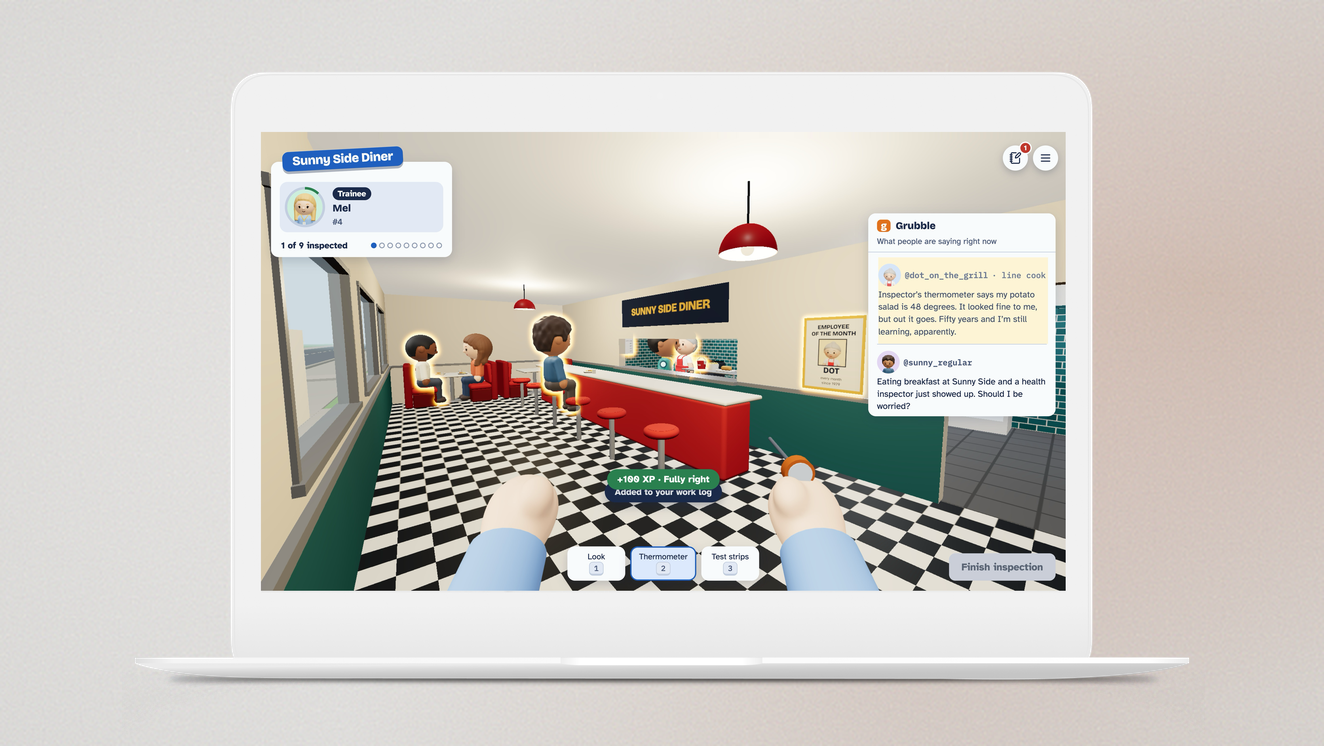 Sunny Side Diner
Trainee
Mel
#4
1 of 9 inspected
1
g Grubble
What people are saying right now
@dot_on_the_grill · line cook
Inspector's thermometer says my potato
salad is 48 degrees. It looked fine to me,
but out it goes. Fifty years and I'm still
learning, apparently.
@sunny_regular
Eating breakfast at Sunny Side and a health
inspector just showed up. Should I be
worried?
SUNNY SIDE DINER
EMPLOYEE
OF THE MONTH
DOT
+100 XP · Fully right
Added to your work log
Look
1
Thermometer
2
Test strips
3
Finish inspection